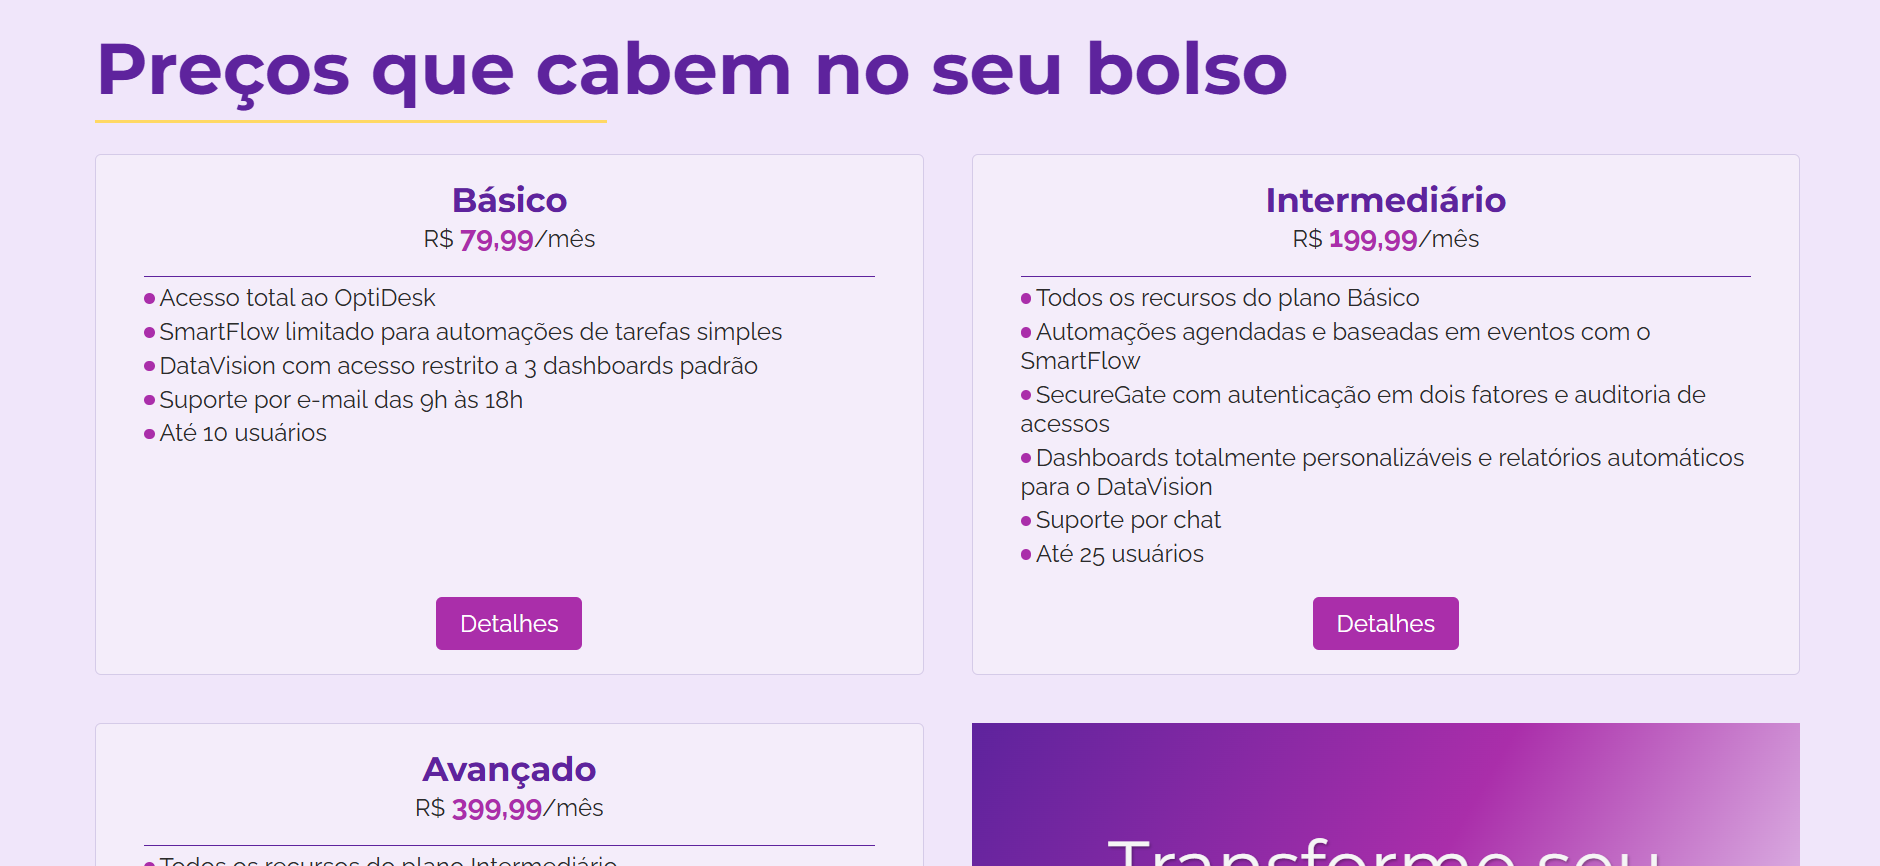 Preços que cabem no seu bolso
Básico
R$ 79,99/mês
Acesso total ao OptiDesk
SmartFlow limitado para automações de tarefas simples
DataVision com acesso restrito a 3 dashboards padrão
Suporte por e-mail das 9h às 18h
Até 10 usuários
Detalhes
Intermediário
R$ 199,99/mês
Todos os recursos do plano Básico
Automações agendadas e baseadas em eventos com o
SmartFlow
SecureGate com autenticação em dois fatores e auditoria de
acessos
Dashboards totalmente personalizáveis e relatórios automáticos
para o DataVision
Suporte por chat
Até 25 usuários
Detalhes
Avançado
R$ 399,99/mês
Todos os recursos do plano Intermediário
Transforme seu